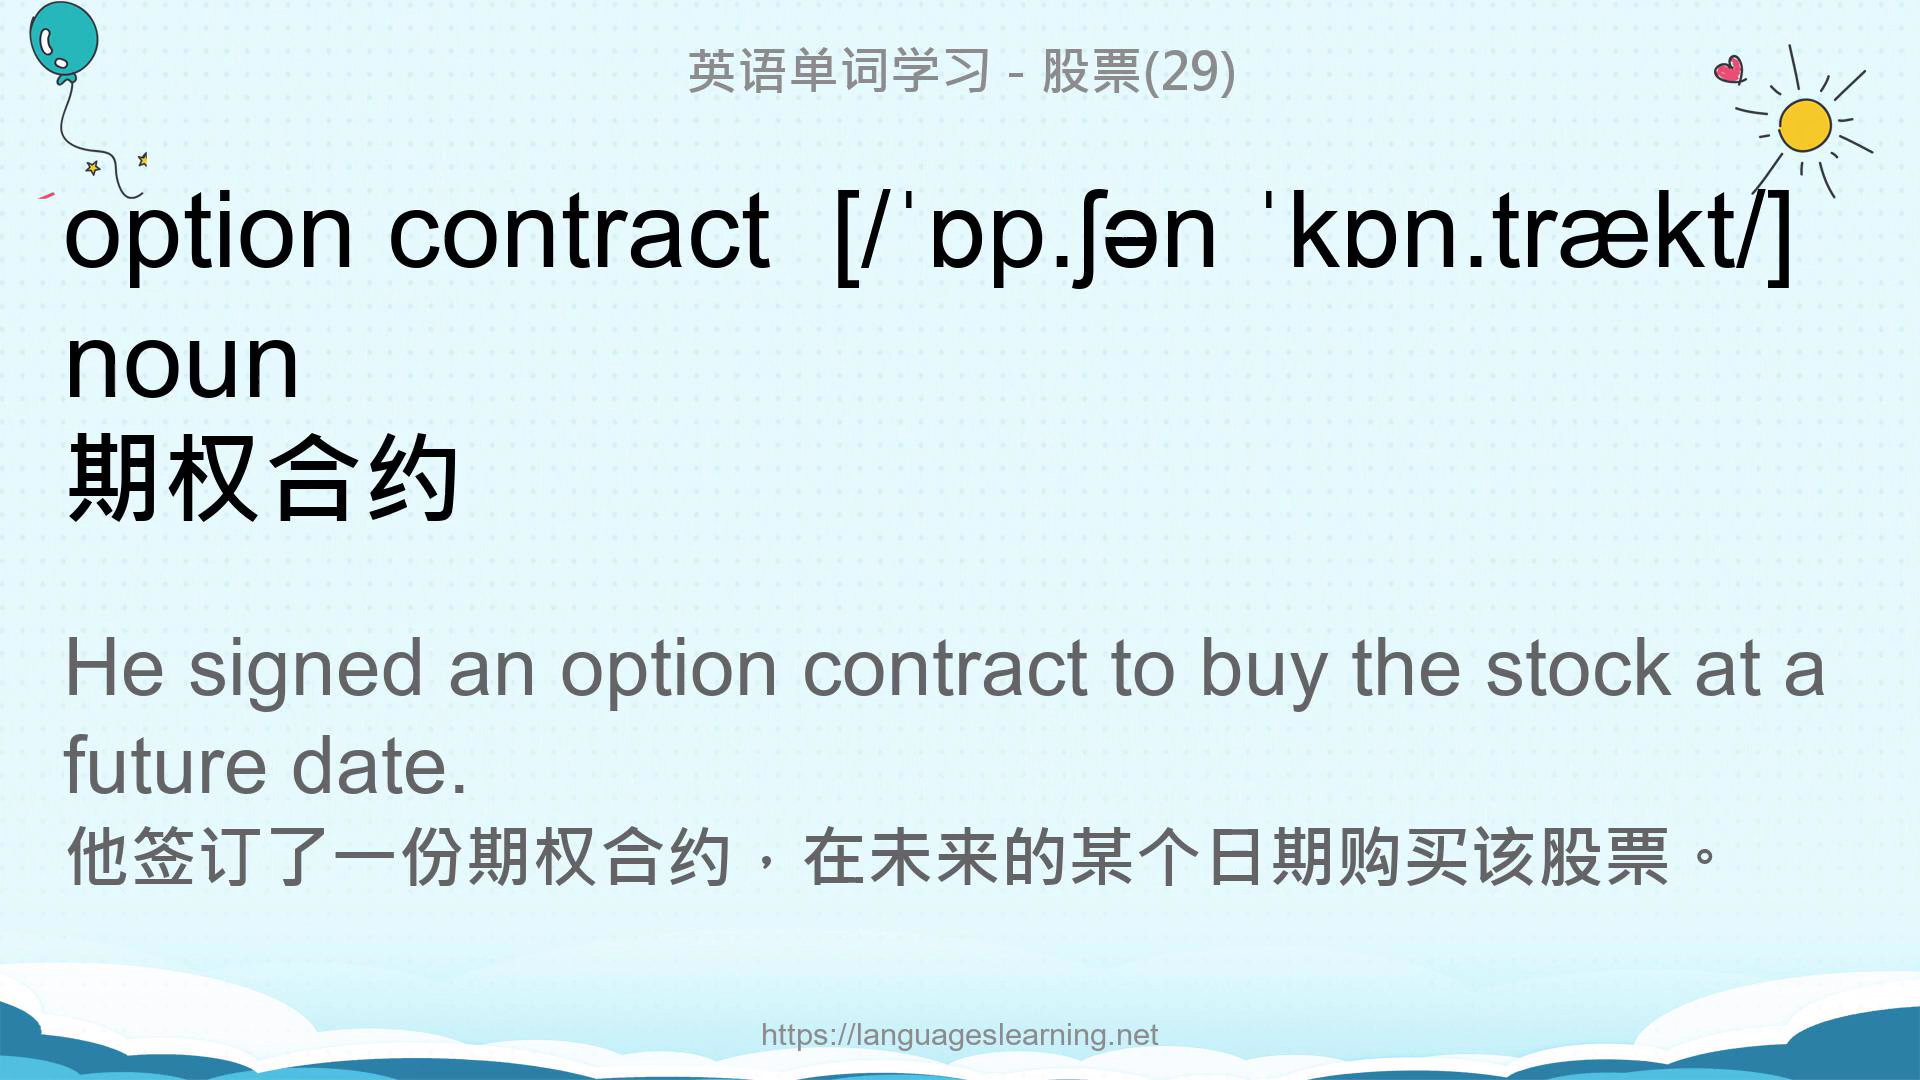 英语单词学习 - 股票(29)
option contract  [/ˈɒp.ʃən ˈkɒn.trækt/]
noun
期权合约
He signed an option contract to buy the stock at a
future date.
他签订了一份期权合约，在未来的某个日期购买该股票。
https://languageslearning.net